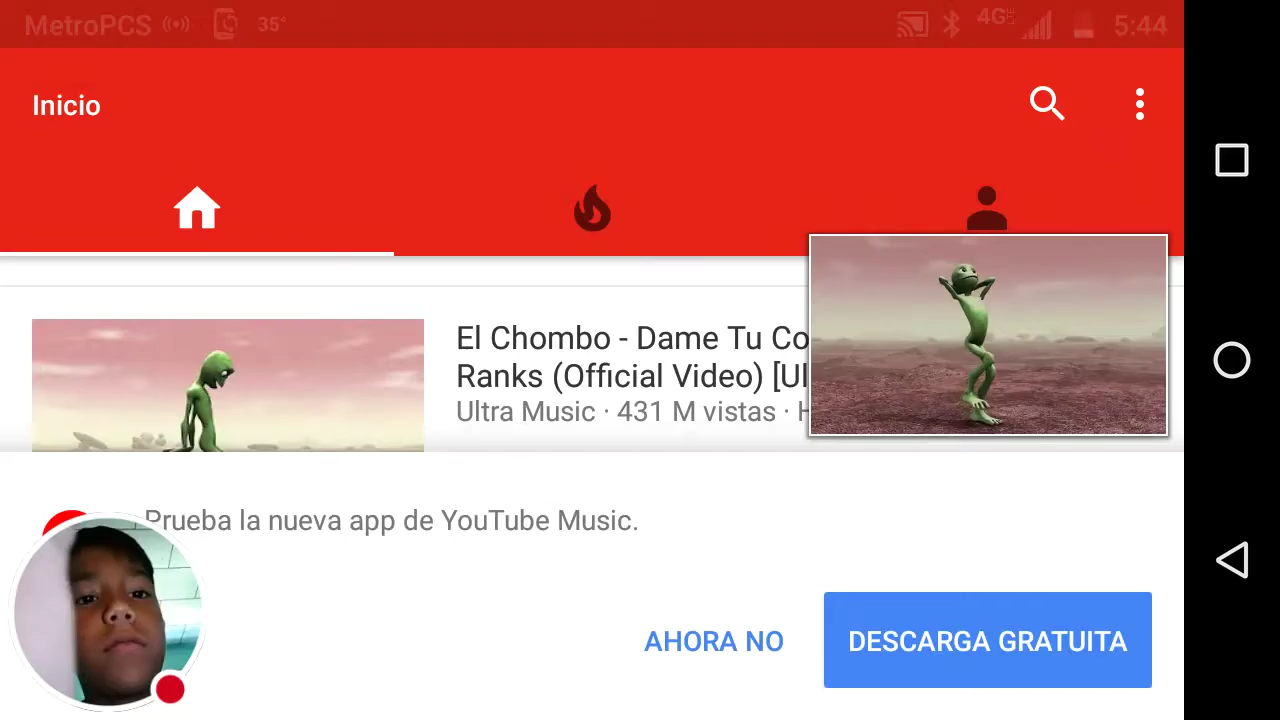 MetroPCS 35° 4G LTE 5:44
Inicio
El Chombo - Dame Tu Co
Ranks (Official Video) [Ul
Ultra Music · 431 M vistas · H
Prueba la nueva app de YouTube Music.
AHORA NO DESCARGA GRATUITA